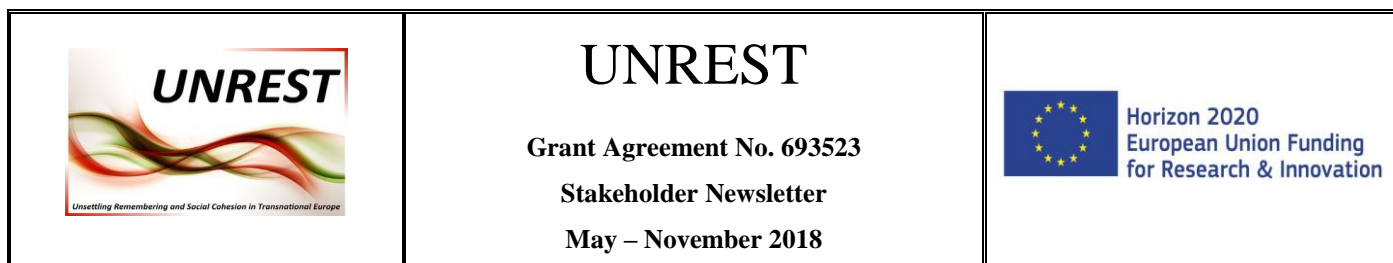 UNREST
Unsettling Remembering and Social Cohesion in Transnational Europe
UNREST
Grant Agreement No. 693523
Stakeholder Newsletter
May – November 2018
Horizon 2020
European Union Funding
for Research & Innovation